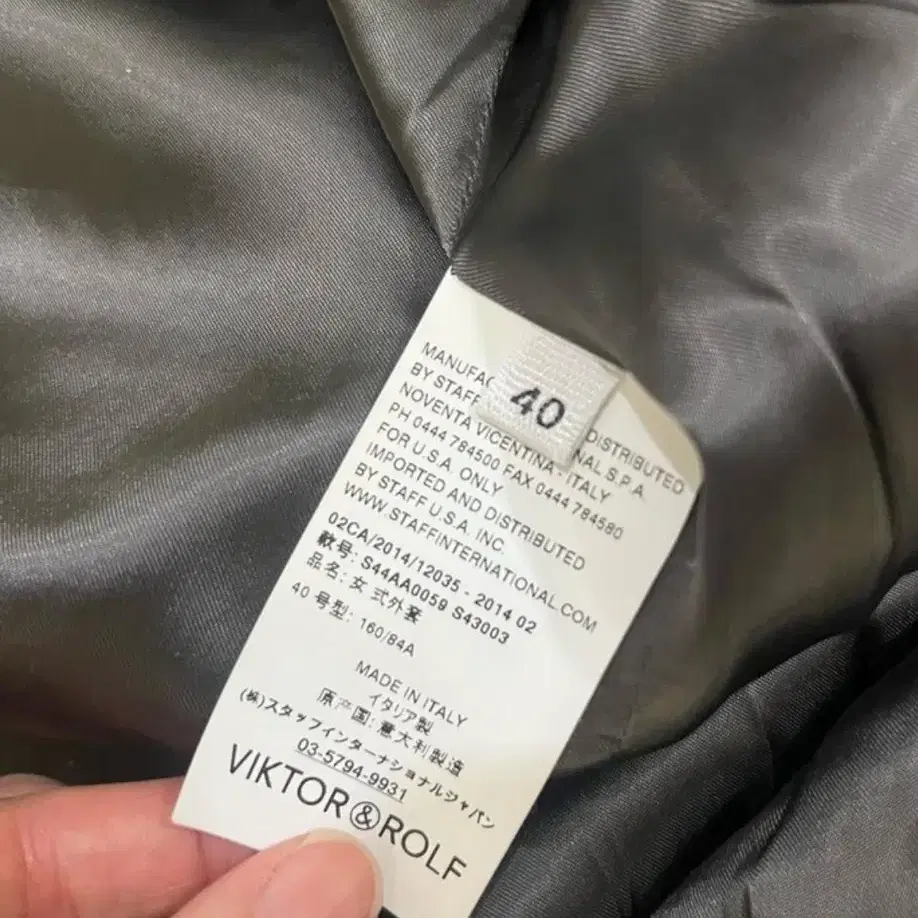 40
MANUFAC DISTRIBUTED
BY STAFF NAL S.P.A.
NOVENTA VICENTINA - ITALY
PH 0444 784500 FAX 0444 784580
FOR U.S.A. ONLY
IMPORTED AND DISTRIBUTED
BY STAFF U.S.A. INC.
WWW.STAFFINTERNATIONAL.COM
02CA/2014/12035 - 2014 02
款号: S44AA0059 S43003
品名: 女式外套
40 号型: 160/84A
MADE IN ITALY
イタリア製
原产国: 意大利製造
(株)スタッフインターナショナルジャパン
03-5794-9931
VIKTOR&ROLF